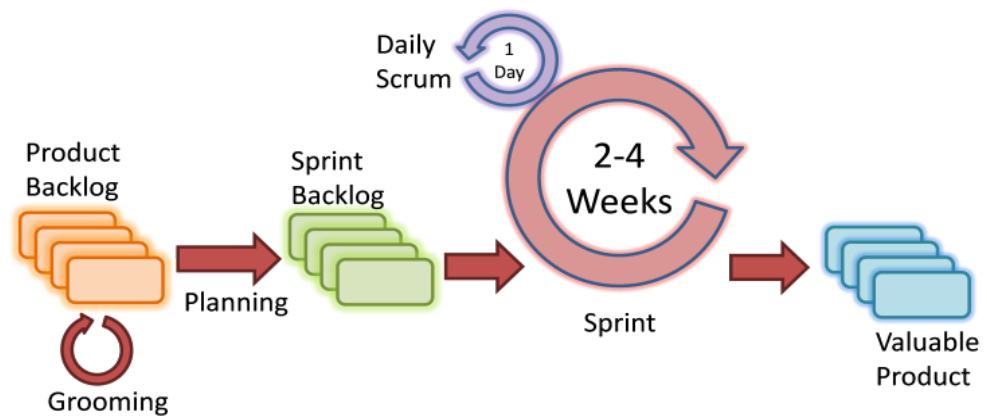 Product
Backlog
Grooming
Planning
Sprint
Backlog
Daily
Scrum
1
Day
2-4
Weeks
Sprint
Valuable
Product